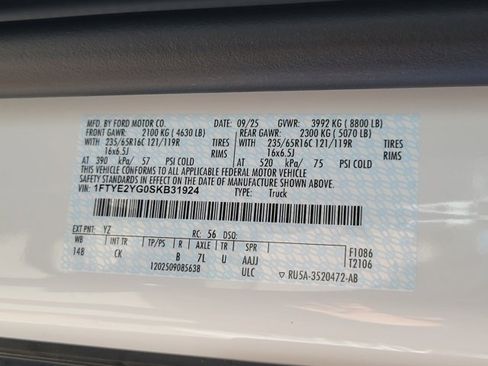 MFD. BY FORD MOTOR CO. DATE: 09/25 GVWR: 3992 KG ( 8800 LB)
FRONT GAWR: 2100 KG ( 4630 LB) REAR GAWR: 2300 KG ( 5070 LB)
WITH 235/65R16C 121/119R TIRES WITH 235/65R16C 121/119R TIRES
16x6.5J RIMS 16x6.5J RIMS
AT 390 kPa/ 57 PSI COLD AT 520 kPa/ 75 PSI COLD
THIS VEHICLE CONFORMS TO ALL APPLICABLE FEDERAL MOTOR VEHICLE
SAFETY STANDARDS IN EFFECT ON THE DATE OF MANUFACTURE SHOWN ABOVE.
VIN: 1FTYE2YG0SKB31924 TYPE: Truck
EXT PNT: YZ RC: 56 DSO:
WB INT TR TP/PS R AXLE TR SPR F1086
148 CK B 7L U AAJJ T2106
1202509085638 ULC ▽ RU5A-3520472-AB